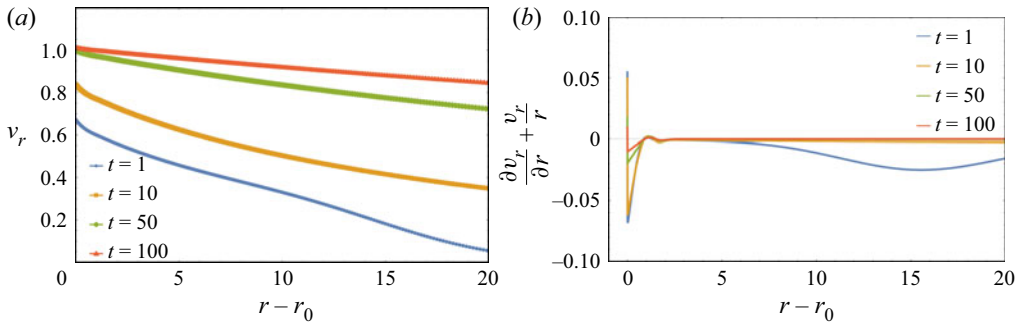 (a)
1.0
0.8
0.6
0.4
0.2
v_r
t = 1
t = 10
t = 50
t = 100
0 5 10 15 20
r – r_0
(b)
0.10
0.05
0
–0.05
–0.10
∂v_r/∂r + v_r/r
t = 1
t = 10
t = 50
t = 100
0 5 10 15 20
r – r_0